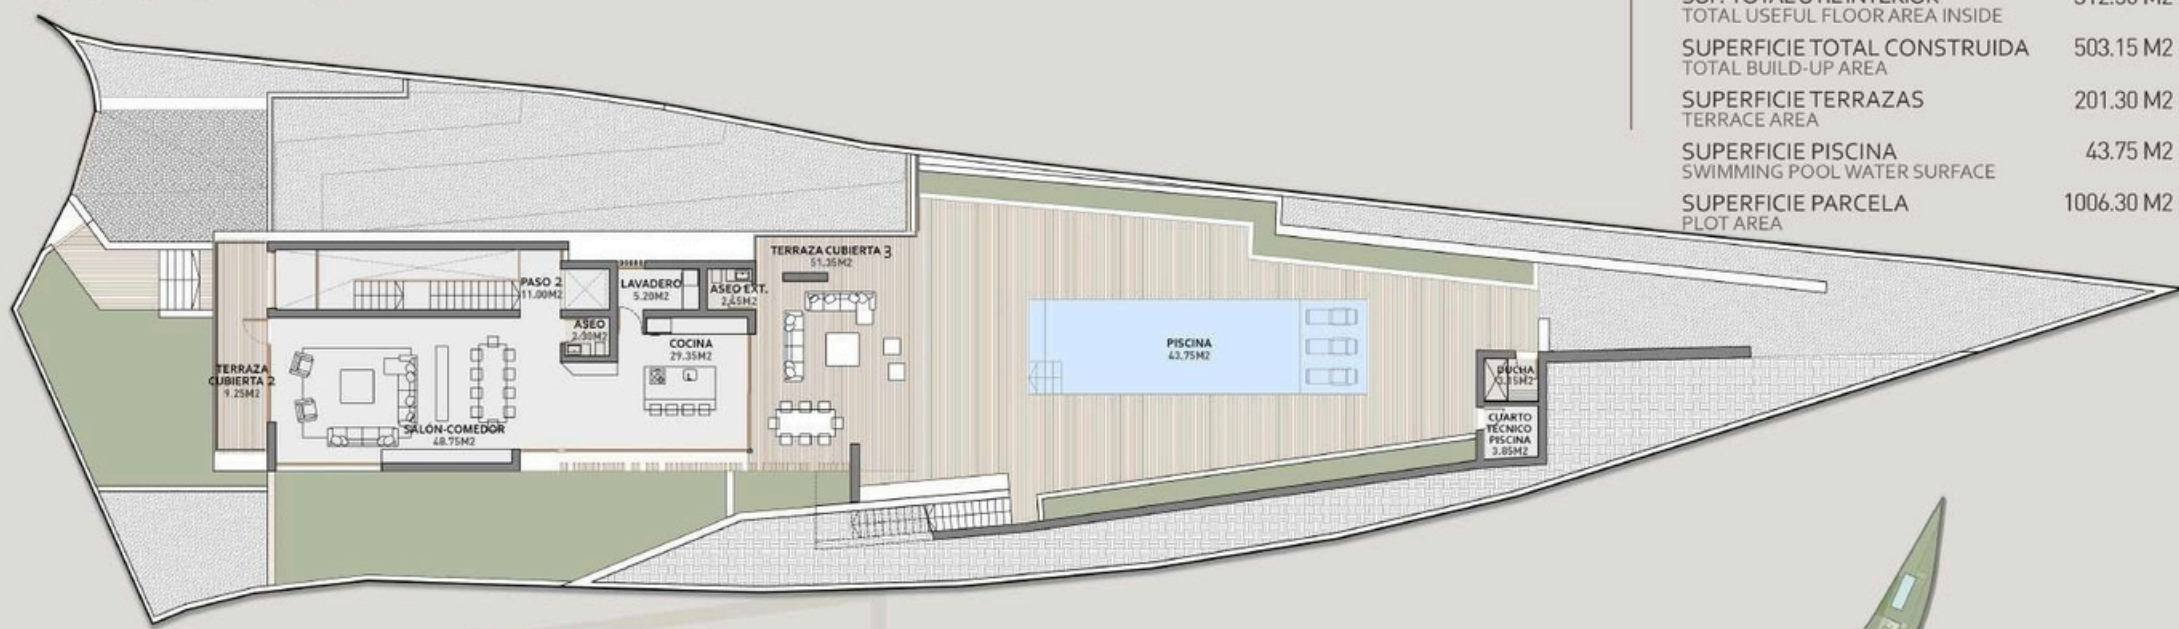 TOTAL USEFUL FLOOR AREA INSIDE
SUPERFICIE TOTAL CONSTRUIDA 503.15 M2
TOTAL BUILD-UP AREA
SUPERFICIE TERRAZAS 201.30 M2
TERRACE AREA
SUPERFICIE PISCINA 43.75 M2
SWIMMING POOL WATER SURFACE
SUPERFICIE PARCELA 1006.30 M2
PLOT AREA
TERRAZA CUBIERTA 3
51.35M2
PASO 2
11.00M2
LAVADERO
5.20M2
ASEO EXT.
2.45M2
ASEO
COCINA
29.35M2
PISCINA
43.75M2
TERRAZA
CUBIERTA 2
9.25M2
DUCHA
3.15M2
SALÓN-COMEDOR
48.75M2
CUARTO
TÉCNICO
PISCINA
3.85M2